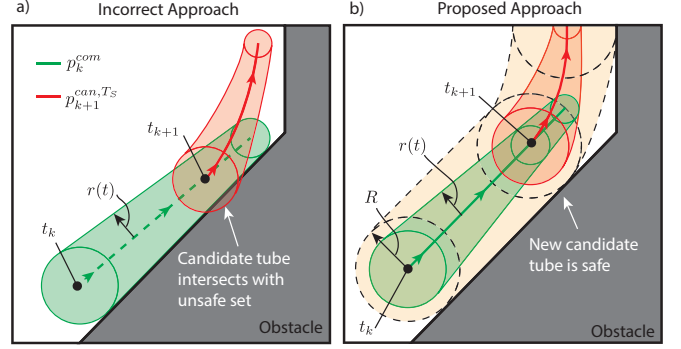 a)
Incorrect Approach
p_k^{com}
p_{k+1}^{can,T_S}
t_{k+1}
r(t)
t_k
Candidate tube
intersects with
unsafe set
Obstacle
b)
Proposed Approach
t_{k+1}
r(t)
R
t_k
New candidate
tube is safe
Obstacle